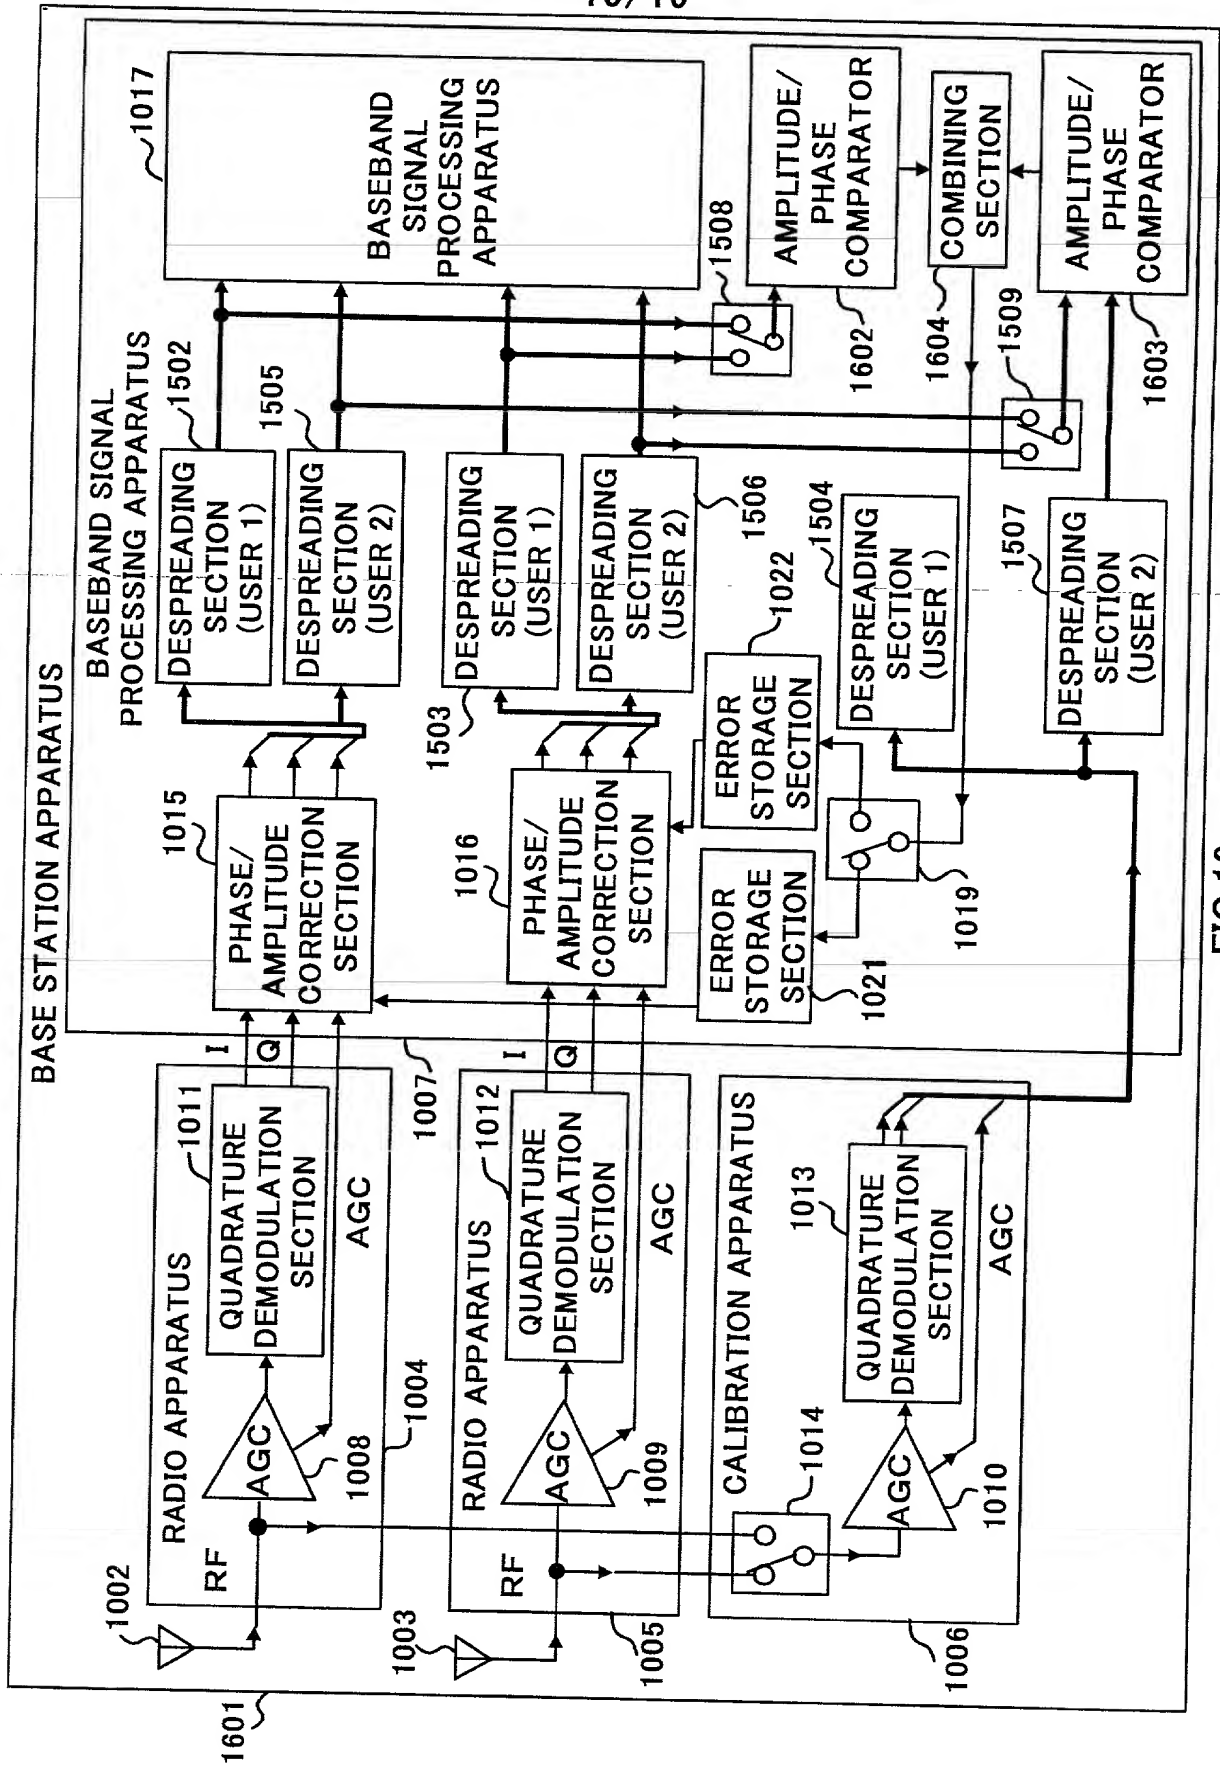 BASE STATION APPARATUS
1601
1002
1003
RADIO APPARATUS
RF
AGC
1008
QUADRATURE
DEMODULATION
SECTION
1011
AGC
1004
I
Q
RADIO APPARATUS
RF
AGC
1009
QUADRATURE
DEMODULATION
SECTION
1012
AGC
1005
I
Q
CALIBRATION APPARATUS
1014
AGC
1010
QUADRATURE
DEMODULATION
SECTION
1013
AGC
1006
1007
BASEBAND SIGNAL
PROCESSING APPARATUS
1015
PHASE/
AMPLITUDE
CORRECTION
SECTION
1016
PHASE/
AMPLITUDE
CORRECTION
SECTION
ERROR
STORAGE
SECTION
1021
ERROR
STORAGE
SECTION
1022
1019
DESPREADING
SECTION
(USER 1)
1502
DESPREADING
SECTION
(USER 2)
1505
DESPREADING
SECTION
(USER 1)
1503
DESPREADING
SECTION
(USER 2)
1506
DESPREADING
SECTION
(USER 1)
1504
DESPREADING
SECTION
(USER 2)
1507
BASEBAND
SIGNAL
PROCESSING
APPARATUS
1017
1508
1509
AMPLITUDE/
PHASE
COMPARATOR
1602
COMBINING
SECTION
1604
AMPLITUDE/
PHASE
COMPARATOR
1603